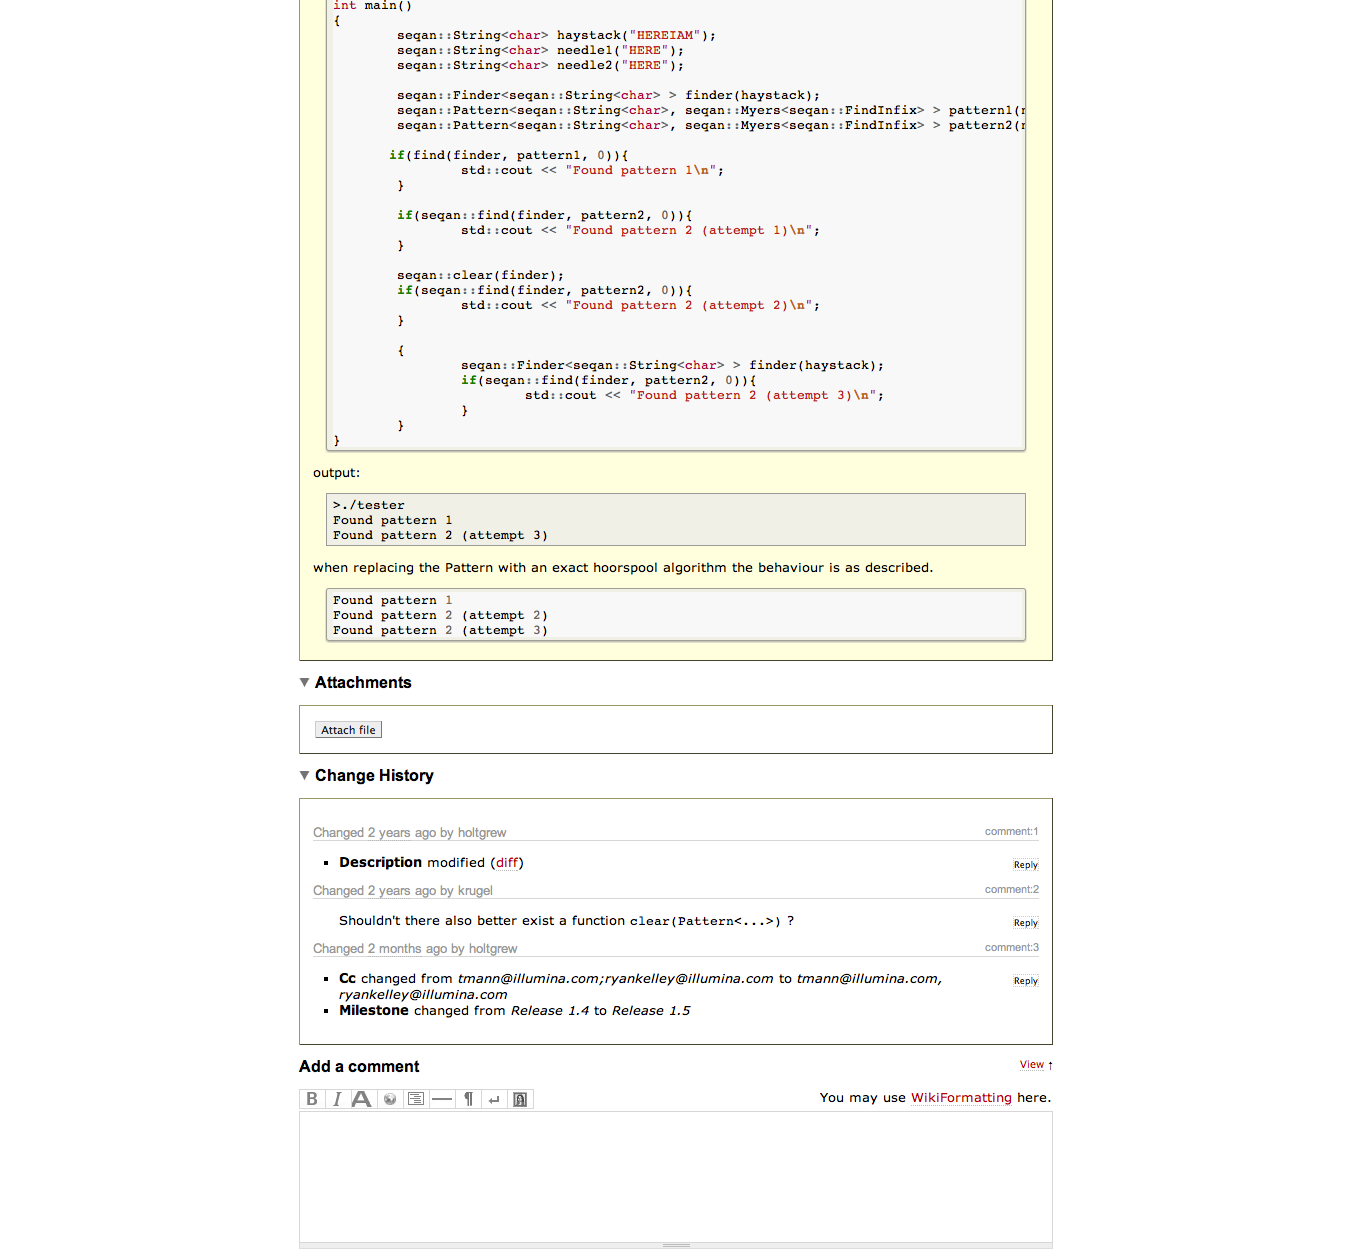 int main()
{
        seqan::String<char> haystack("HEREIAM");
        seqan::String<char> needle1("HERE");
        seqan::String<char> needle2("HERE");
        seqan::Finder<seqan::String<char> > finder(haystack);
        seqan::Pattern<seqan::String<char>, seqan::Myers<seqan::FindInfix> > pattern1(
        seqan::Pattern<seqan::String<char>, seqan::Myers<seqan::FindInfix> > pattern2(
       if(find(finder, pattern1, 0)){
                std::cout << "Found pattern 1\n";
        }
        if(seqan::find(finder, pattern2, 0)){
                std::cout << "Found pattern 2 (attempt 1)\n";
        }
        seqan::clear(finder);
        if(seqan::find(finder, pattern2, 0)){
                std::cout << "Found pattern 2 (attempt 2)\n";
        }
        {
                seqan::Finder<seqan::String<char> > finder(haystack);
                if(seqan::find(finder, pattern2, 0)){
                        std::cout << "Found pattern 2 (attempt 3)\n";
                }
        }
}
output:
>./tester
Found pattern 1
Found pattern 2 (attempt 3)
when replacing the Pattern with an exact hoorspool algorithm the behaviour is as described.
Found pattern 1
Found pattern 2 (attempt 2)
Found pattern 2 (attempt 3)
▼ Attachments
Attach file
▼ Change History
Changed 2 years ago by holtgrew comment:1
▪ Description modified (diff) Reply
Changed 2 years ago by krugel comment:2
Shouldn't there also better exist a function clear(Pattern<...>) ? Reply
Changed 2 months ago by holtgrew comment:3
▪ Cc changed from tmann@illumina.com;ryankelley@illumina.com to tmann@illumina.com, Reply
ryankelley@illumina.com
▪ Milestone changed from Release 1.4 to Release 1.5
Add a comment View ↑
B I A ¶ ↵ You may use WikiFormatting here.